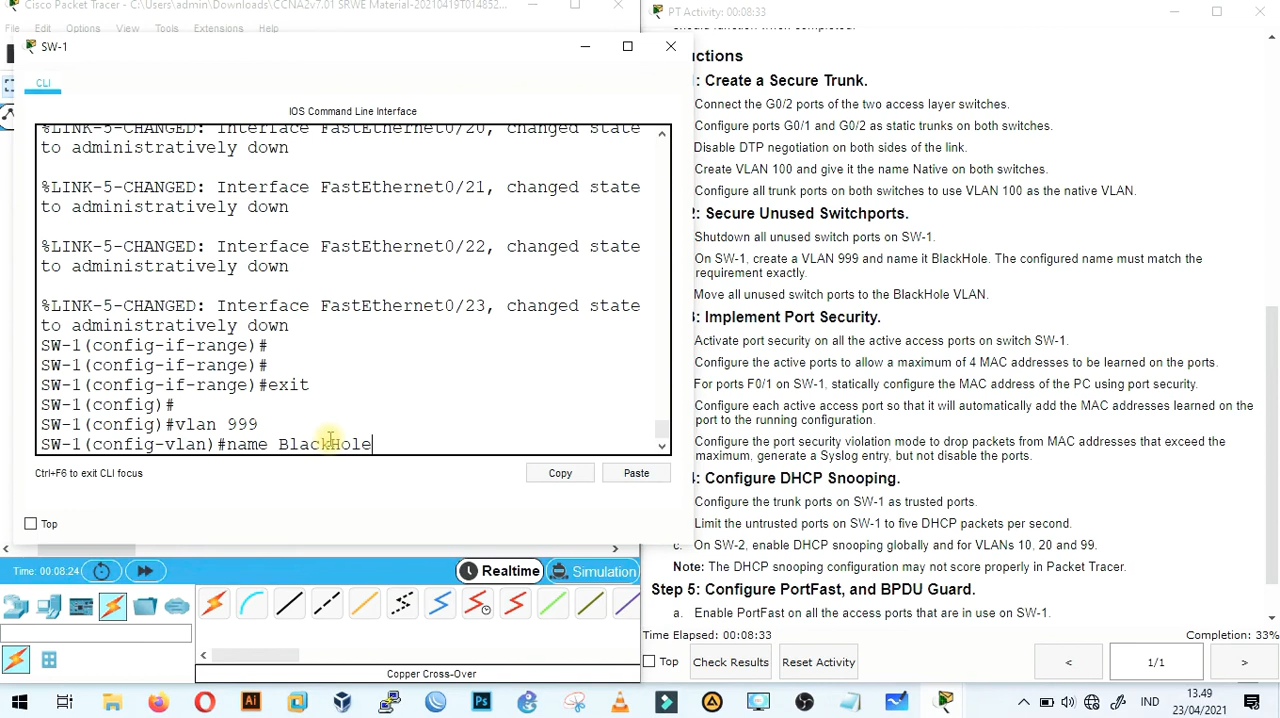 Cisco Packet Tracer - C:\Users\admin\Downloads\CCNA2v7.01 SRWE Material-20210419T014852...
File Edit Options View Tools Extensions Help
SW-1
CLI
IOS Command Line Interface
%LINK-5-CHANGED: Interface FastEthernet0/20, changed state
to administratively down
%LINK-5-CHANGED: Interface FastEthernet0/21, changed state
to administratively down
%LINK-5-CHANGED: Interface FastEthernet0/22, changed state
to administratively down
%LINK-5-CHANGED: Interface FastEthernet0/23, changed state
to administratively down
SW-1(config-if-range)#
SW-1(config-if-range)#
SW-1(config-if-range)#exit
SW-1(config)#
SW-1(config)#vlan 999
SW-1(config-vlan)#name BlackHole
Ctrl+F6 to exit CLI focus
Copy
Paste
Top
Time: 00:08:24
Realtime
Simulation
Copper Cross-Over
PT Activity: 00:08:33
should function when completed.
uctions
1: Create a Secure Trunk.
Connect the G0/2 ports of the two access layer switches.
Configure ports G0/1 and G0/2 as static trunks on both switches.
Disable DTP negotiation on both sides of the link.
Create VLAN 100 and give it the name Native on both switches.
Configure all trunk ports on both switches to use VLAN 100 as the native VLAN.
2: Secure Unused Switchports.
Shutdown all unused switch ports on SW-1.
On SW-1, create a VLAN 999 and name it BlackHole. The configured name must match the
requirement exactly.
Move all unused switch ports to the BlackHole VLAN.
3: Implement Port Security.
Activate port security on all the active access ports on switch SW-1.
Configure the active ports to allow a maximum of 4 MAC addresses to be learned on the ports.
For ports F0/1 on SW-1, statically configure the MAC address of the PC using port security.
Configure each active access port so that it will automatically add the MAC addresses learned on the
port to the running configuration.
Configure the port security violation mode to drop packets from MAC addresses that exceed the
maximum, generate a Syslog entry, but not disable the ports.
4: Configure DHCP Snooping.
Configure the trunk ports on SW-1 as trusted ports.
Limit the untrusted ports on SW-1 to five DHCP packets per second.
c. On SW-2, enable DHCP snooping globally and for VLANs 10, 20 and 99.
Note: The DHCP snooping configuration may not score properly in Packet Tracer.
Step 5: Configure PortFast, and BPDU Guard.
a. Enable PortFast on all the access ports that are in use on SW-1.
Time Elapsed: 00:08:33
Completion: 33%
Top
Check Results
Reset Activity
<
1/1
>
IND
13.49
23/04/2021